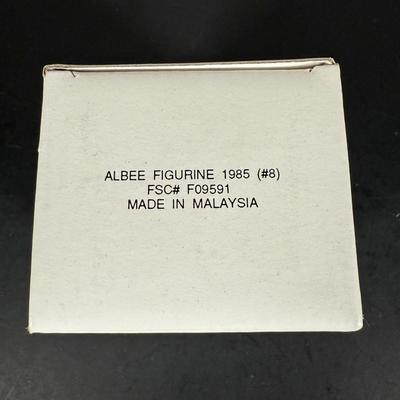 ALBEE FIGURINE 1985 (#8)
FSC# F09591
MADE IN MALAYSIA